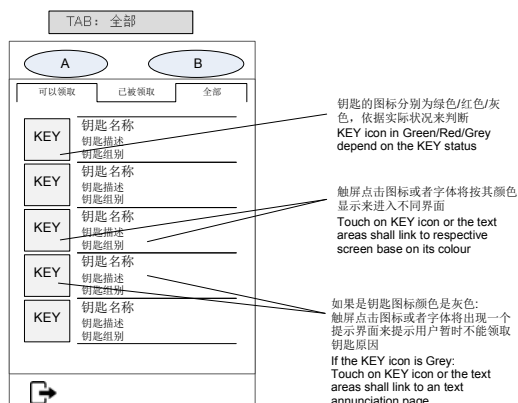 TAB: 全部
A
B
可以领取
已被领取
全部
KEY
钥匙名称
钥匙描述
钥匙组别
KEY
钥匙名称
钥匙描述
钥匙组别
KEY
钥匙名称
钥匙描述
钥匙组别
KEY
钥匙名称
钥匙描述
钥匙组别
KEY
钥匙名称
钥匙描述
钥匙组别
钥匙的图标分别为绿色/红色/灰
色，依据实际状况来判断
KEY icon in Green/Red/Grey
depend on the KEY status
触屏点击图标或者字体将按其颜色
显示来进入不同界面
Touch on KEY icon or the text
areas shall link to respective
screen base on its colour
如果是钥匙图标颜色是灰色:
触屏点击图标或者字体将出现一个
提示界面来提示用户暂时不能领取
钥匙原因
If the KEY icon is Grey:
Touch on KEY icon or the text
areas shall link to an text
annunciation page